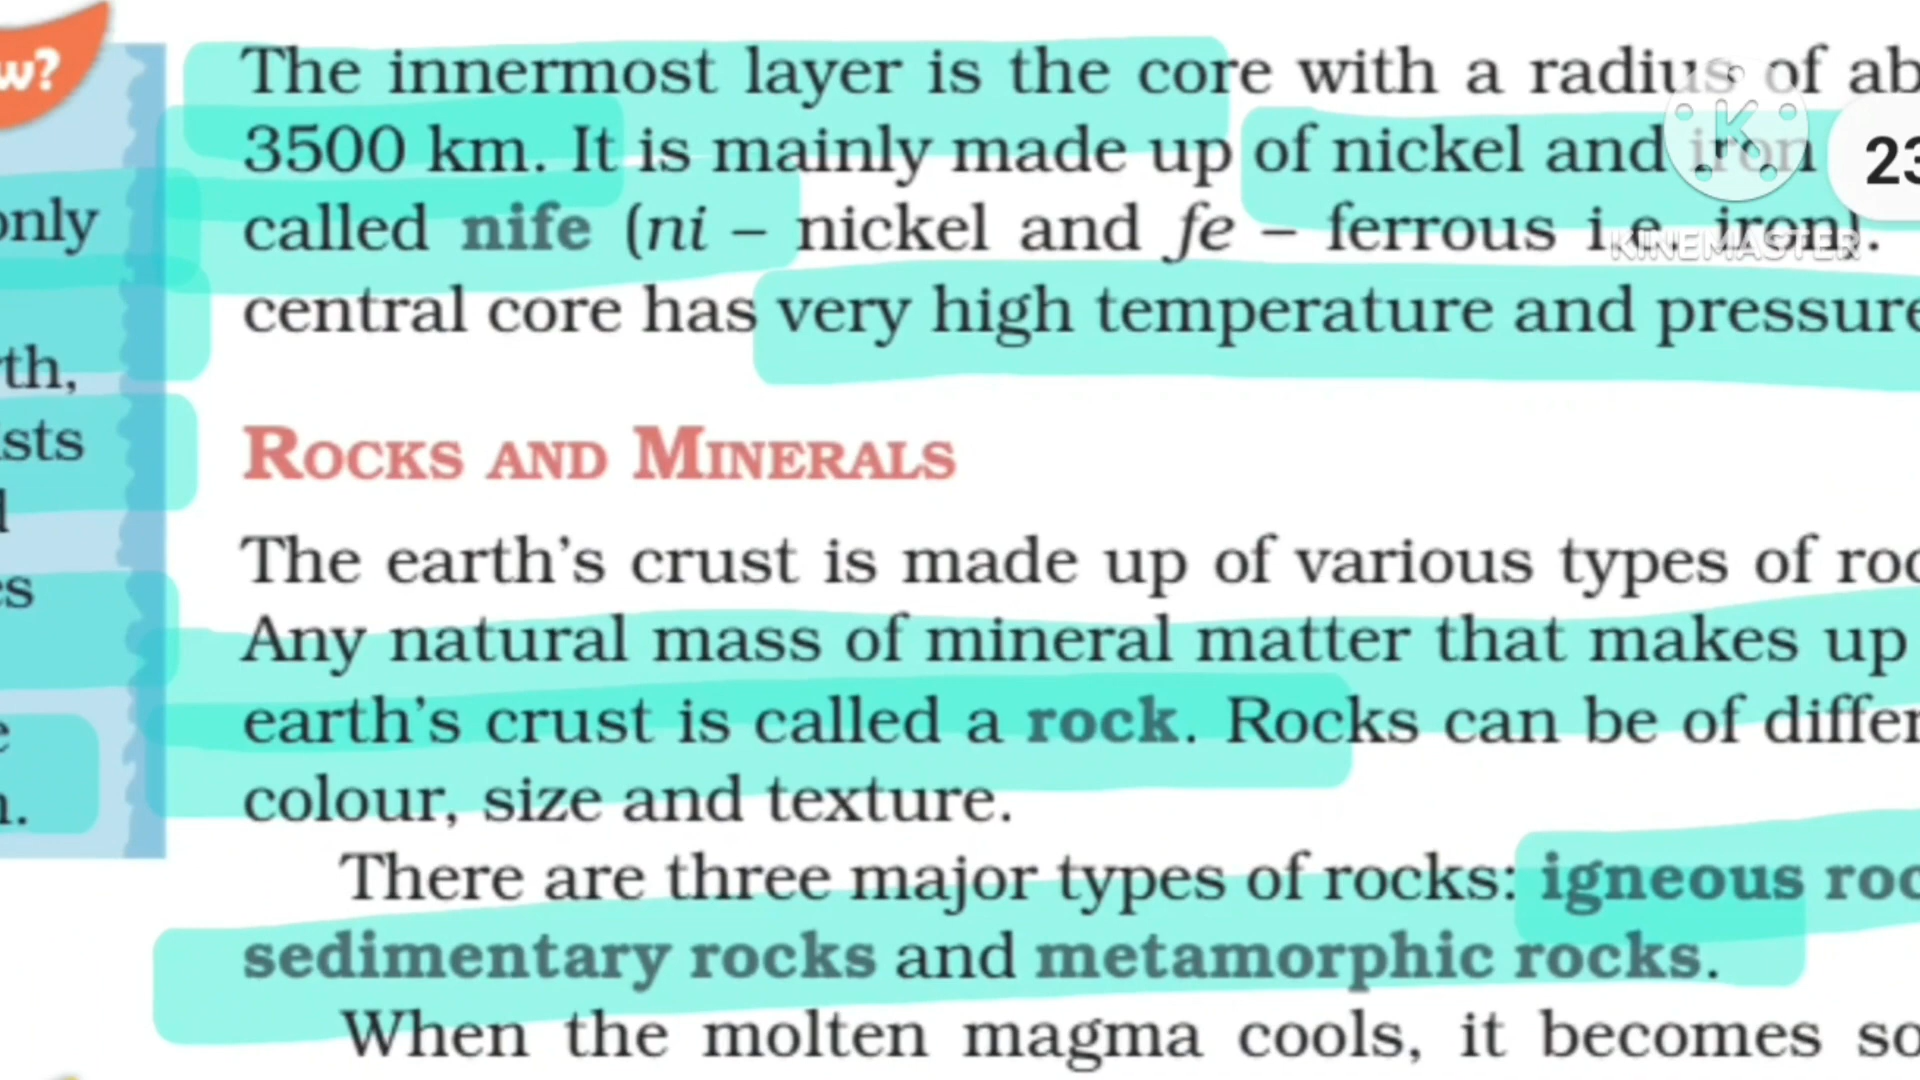 w?
only
th,
sts
es
The innermost layer is the core with a radius of ab
3500 km. It is mainly made up of nickel and iron
called nife (ni – nickel and fe – ferrous i.e. iron).
central core has very high temperature and pressure
ROCKS AND MINERALS
The earth's crust is made up of various types of roc
Any natural mass of mineral matter that makes up
earth's crust is called a rock. Rocks can be of differ
colour, size and texture.
There are three major types of rocks: igneous roc
sedimentary rocks and metamorphic rocks.
When the molten magma cools, it becomes so
K
KINEMASTER
23